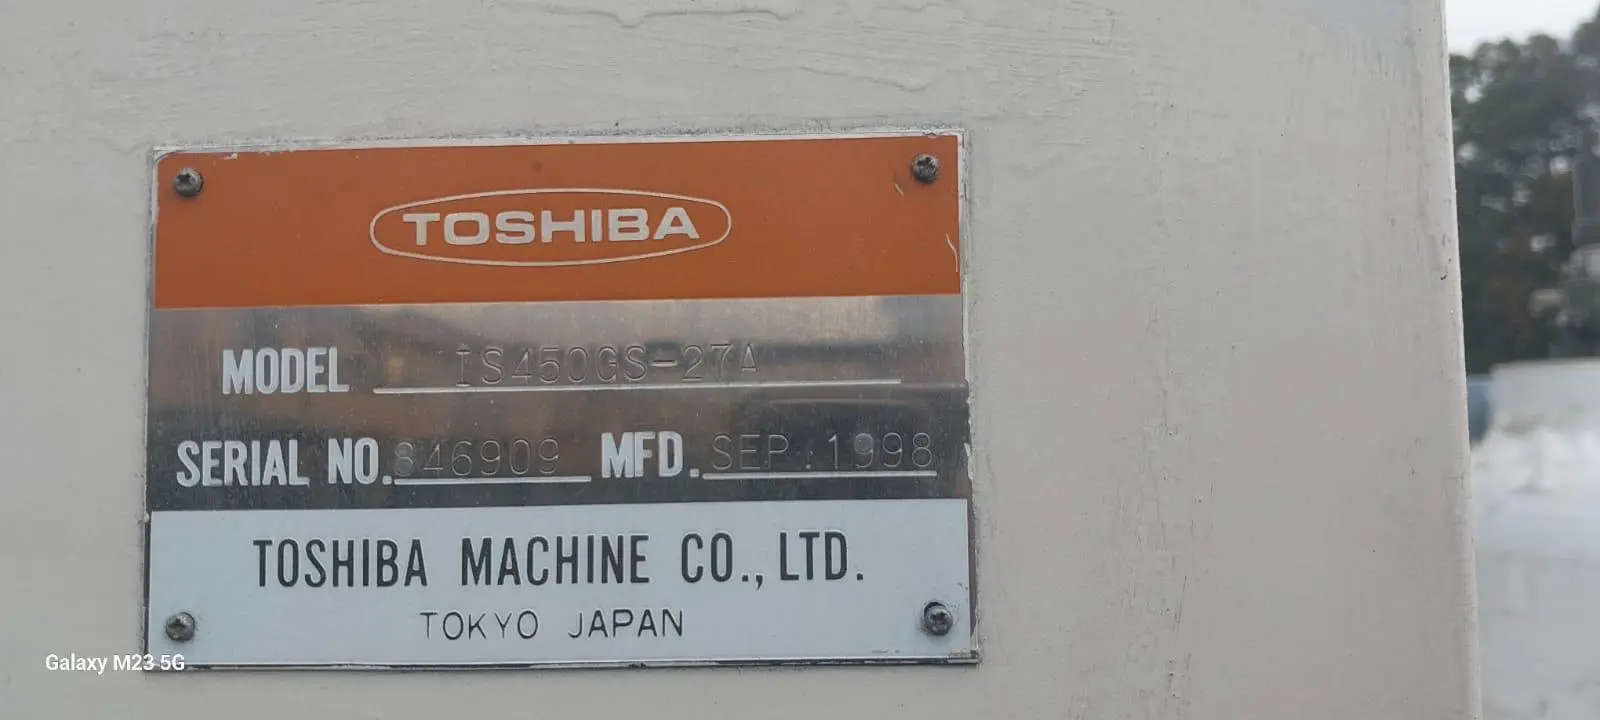 TOSHIBA
MODEL IS450GS-27A
SERIAL NO. 846909 MFD. SEP. 1998
TOSHIBA MACHINE CO., LTD.
TOKYO JAPAN
Galaxy M23 5G